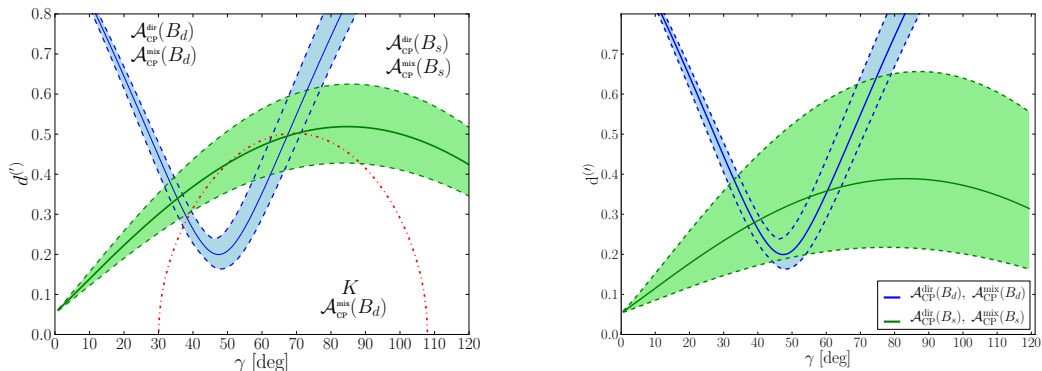 0.8
0.7
0.6
0.5
0.4
0.3
0.2
0.1
0.0
d^(′)
0 10 20 30 40 50 60 70 80 90 100 110 120
γ [deg]
𝒜_CP^dir(B_d)
𝒜_CP^mix(B_d)
𝒜_CP^dir(B_s)
𝒜_CP^mix(B_s)
K
𝒜_CP^mix(B_d)
0.8
0.7
0.6
0.5
0.4
0.3
0.2
0.1
0.0
d^(′)
0 10 20 30 40 50 60 70 80 90 100 110 120
γ [deg]
𝒜_CP^dir(B_d), 𝒜_CP^mix(B_d)
𝒜_CP^dir(B_s), 𝒜_CP^mix(B_s)